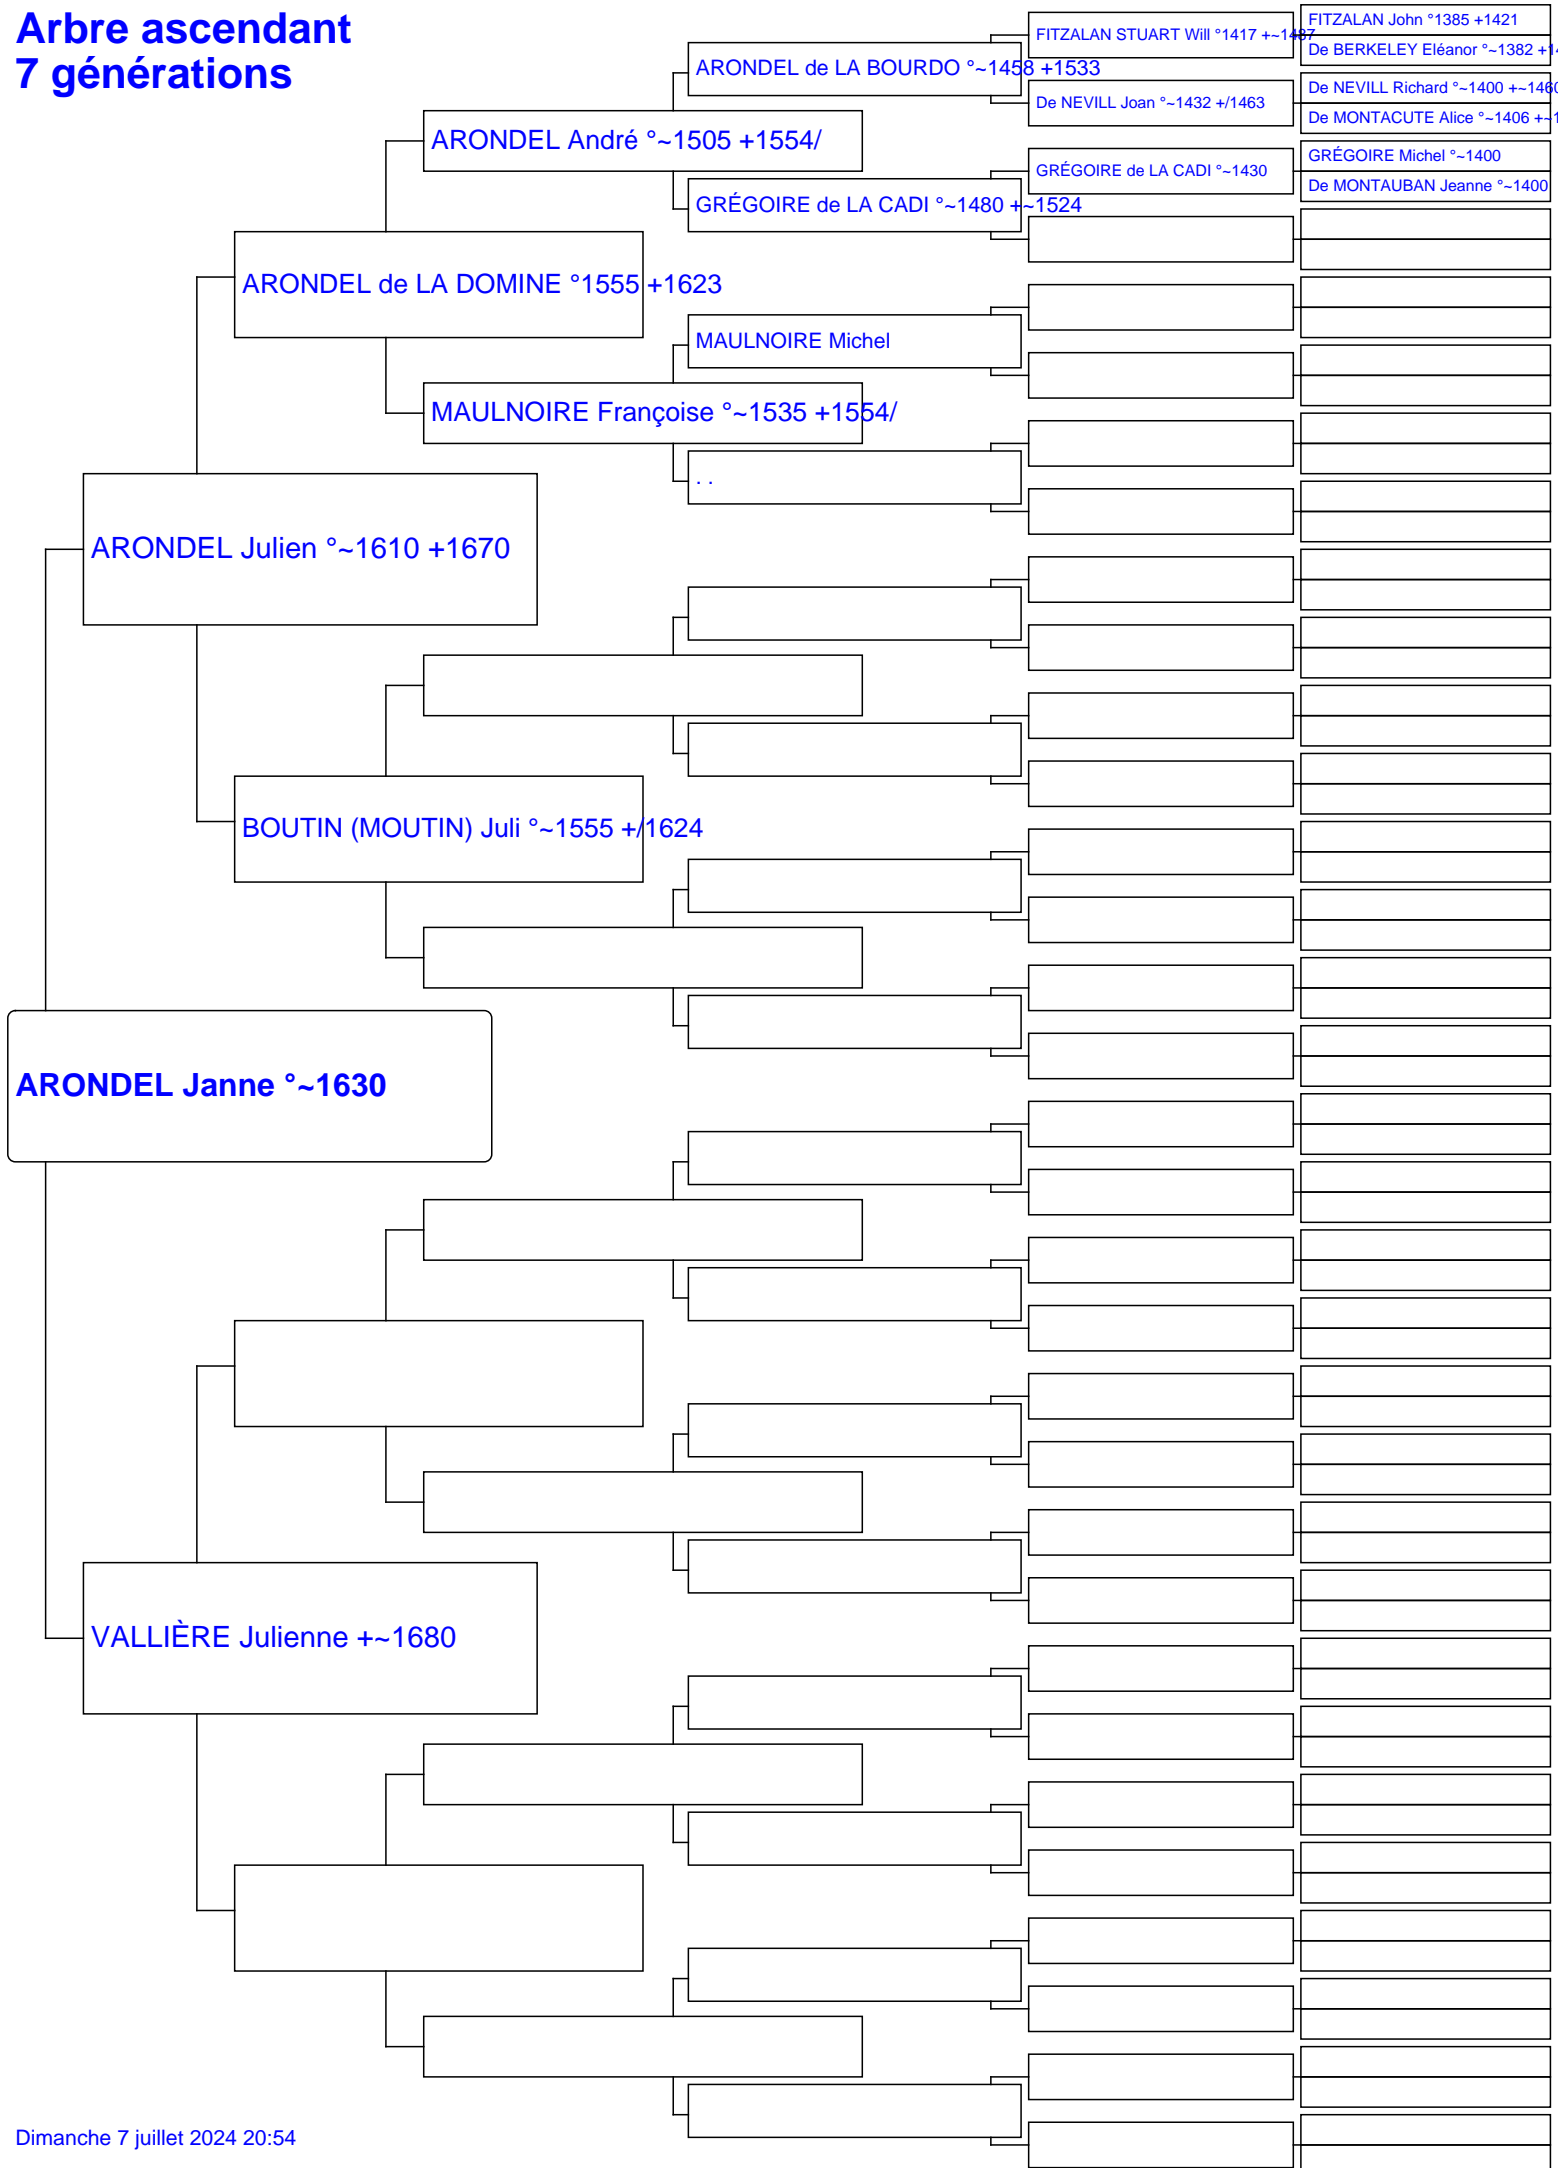 Arbre ascendant
7 générations
FITZALAN John °1385 +1421
FITZALAN STUART Will °1417 +~1487
De BERKELEY Eléanor °~1382 +1
ARONDEL de LA BOURDO °~1458 +1533
De NEVILL Richard °~1400 +~1460
De NEVILL Joan °~1432 +/1463
De MONTACUTE Alice °~1406 +~1
ARONDEL André °~1505 +1554/
GRÉGOIRE Michel °~1400
GRÉGOIRE de LA CADI °~1430
De MONTAUBAN Jeanne °~1400
GRÉGOIRE de LA CADI °~1480 +~1524
ARONDEL de LA DOMINE °1555 +1623
MAULNOIRE Michel
MAULNOIRE Françoise °~1535 +1554/
. .
ARONDEL Julien °~1610 +1670
BOUTIN (MOUTIN) Juli °~1555 +/1624
ARONDEL Janne °~1630
VALLIÈRE Julienne +~1680
Dimanche 7 juillet 2024 20:54